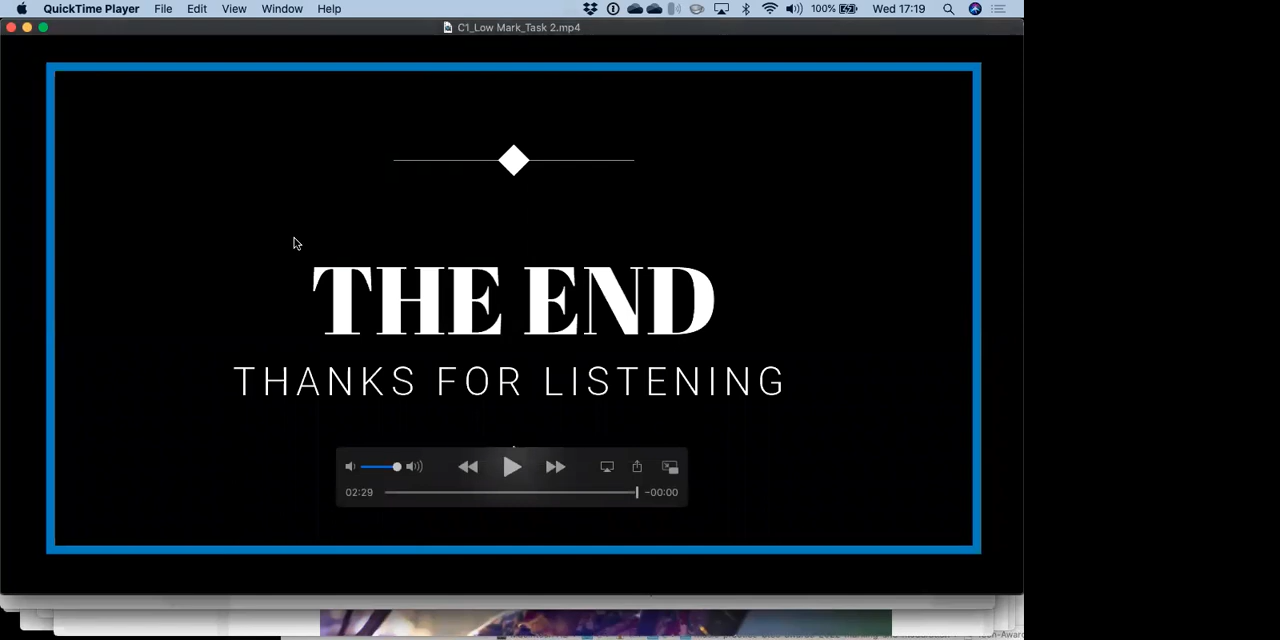 QuickTime Player File Edit View Window Help 100% Wed 17:19
C1_Low Mark_Task 2.mp4
THE END
THANKS FOR LISTENING
02:29 -00:00